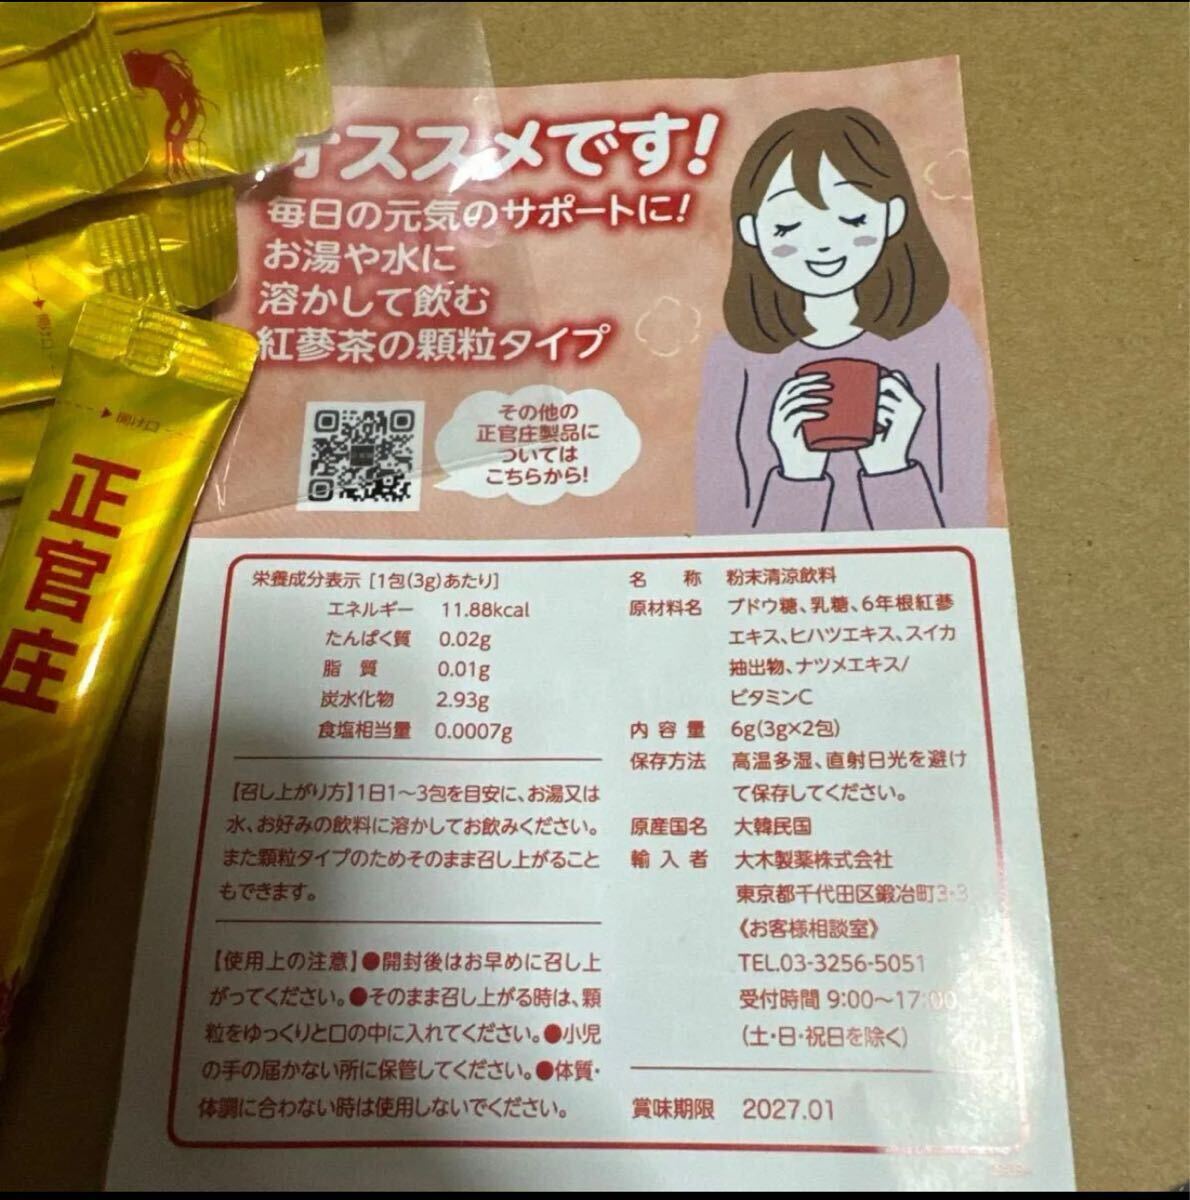 オススメです!
毎日の元気のサポートに!
お湯や水に
溶かして飲む
紅蔘茶の顆粒タイプ
その他の
正官庄製品に
ついては
こちらから!
開け口
正官庄
栄養成分表示 [1包(3g)あたり]
エネルギー 11.88kcal
たんぱく質 0.02g
脂質 0.01g
炭水化物 2.93g
食塩相当量 0.0007g
【召し上がり方】1日1~3包を目安に、お湯又は
水、お好みの飲料に溶かしてお飲みください。
また顆粒タイプのためそのまま召し上がること
もできます。
【使用上の注意】●開封後はお早めに召し上
がってください。●そのまま召し上がる時は、顆
粒をゆっくりと口の中に入れてください。●小児
の手の届かない所に保管してください。●体質・
体調に合わない時は使用しないでください。
名称 粉末清涼飲料
原材料名 ブドウ糖、乳糖、6年根紅蔘
エキス、ヒハツエキス、スイカ
抽出物、ナツメエキス/
ビタミンC
内容量 6g(3g×2包)
保存方法 高温多湿、直射日光を避け
て保存してください。
原産国名 大韓民国
輸入者 大木製薬株式会社
東京都千代田区鍛冶町3-3
《お客様相談室》
TEL.03-3256-5051
受付時間 9:00~17:00
(土・日・祝日を除く)
賞味期限 2027.01